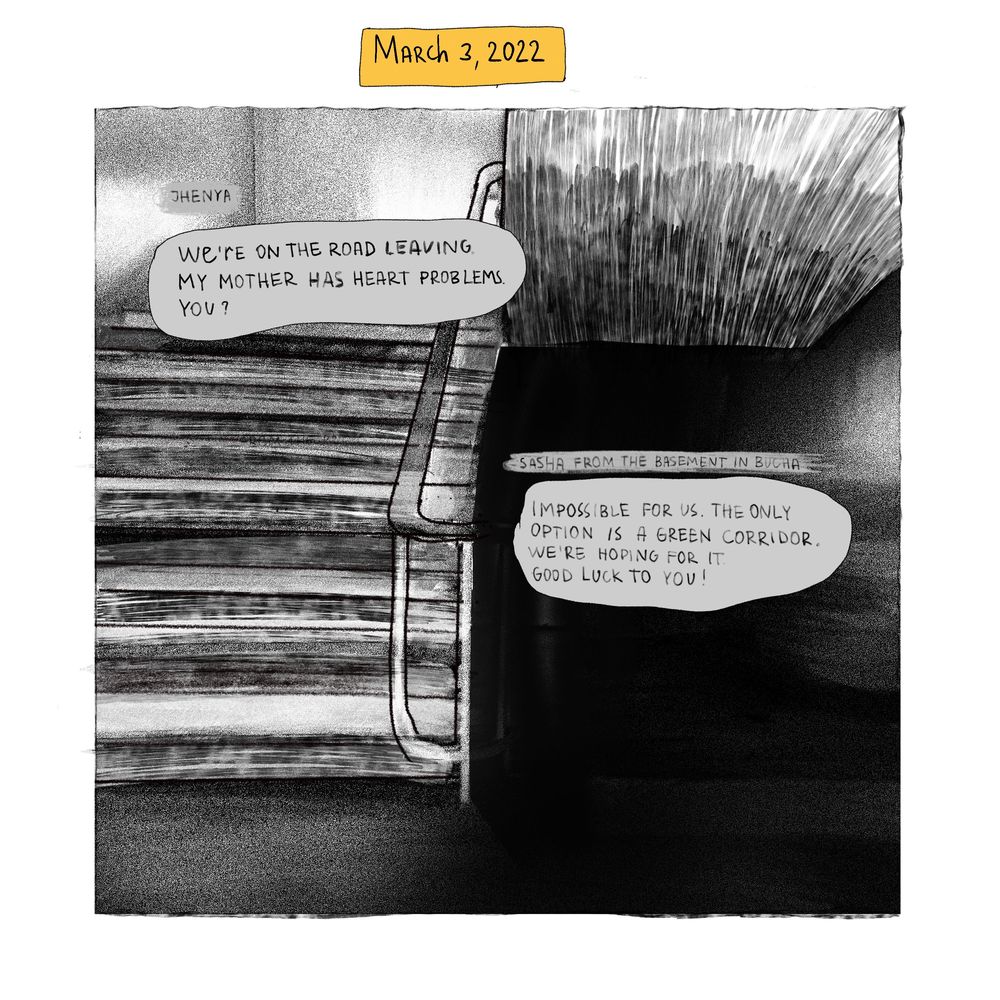 MARCH 3, 2022
JHENYA
WE'RE ON THE ROAD LEAVING.
MY MOTHER HAS HEART PROBLEMS.
YOU?
SASHA FROM THE BASEMENT IN BUCHA
IMPOSSIBLE FOR US. THE ONLY
OPTION IS A GREEN CORRIDOR.
WE'RE HOPING FOR IT.
GOOD LUCK TO YOU!